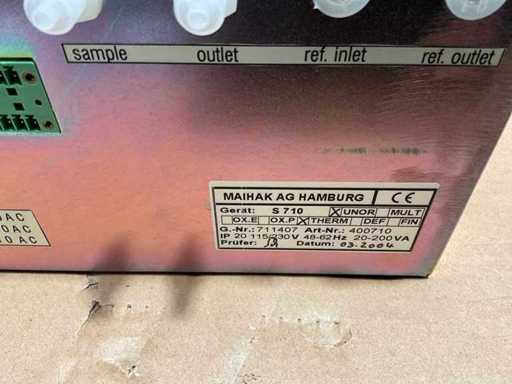 sample outlet ref. inlet ref. outlet
MAIHAK AG HAMBURG CE
Gerät: S 710 X UNOR MULT
OX.E OX.P X THERM DEF FIN
G.-Nr.: 711407 Art-Nr.: 400710
IP 20 115/230V 48-62Hz 20-200VA
Prüfer: Datum: 03.2004
AC
0 AC
0 AC